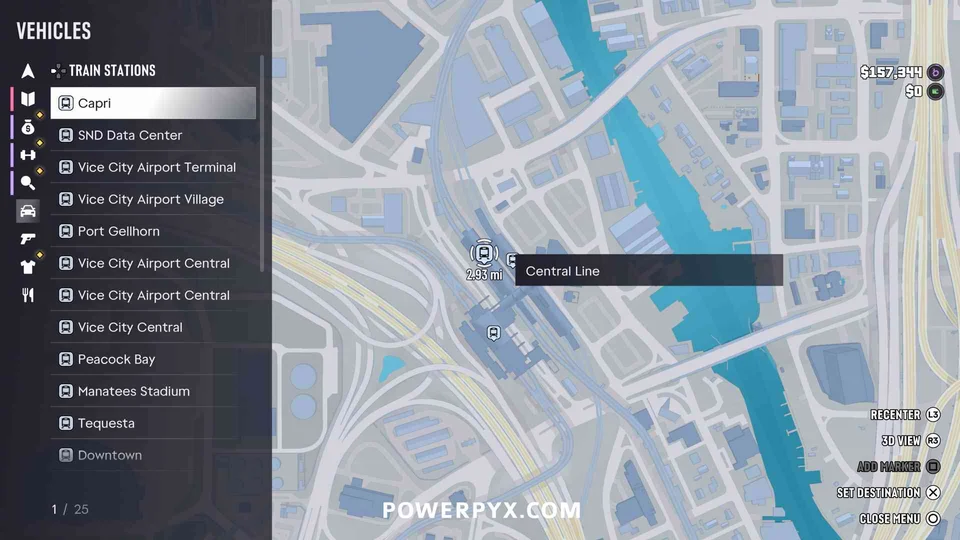 VEHICLES
TRAIN STATIONS
Capri
SND Data Center
Vice City Airport Terminal
Vice City Airport Village
Port Gellhorn
Vice City Airport Central
Vice City Airport Central
Vice City Central
Peacock Bay
Manatees Stadium
Tequesta
Downtown
1 / 25
2.93 mi
Central Line
$157,344
$0
RECENTER L3
3D VIEW R3
ADD MARKER
SET DESTINATION
CLOSE MENU
POWERPYX.COM